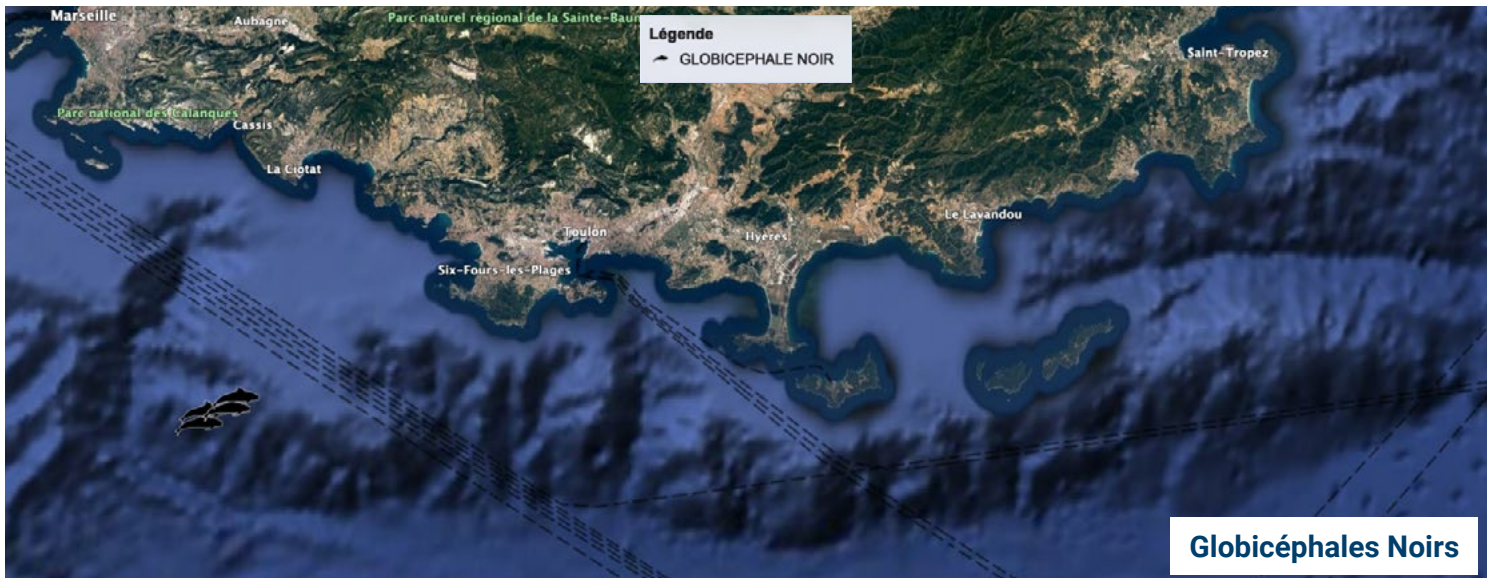 Marseille
Aubagne
Parc naturel régional de la Sainte-Baum
Légende
GLOBICEPHALE NOIR
Saint-Tropez
Parc national des Calanques
Cassis
La Ciotat
Le Lavandou
Toulon
Hyères
Six-Fours-les-Plages
Globicéphales Noirs